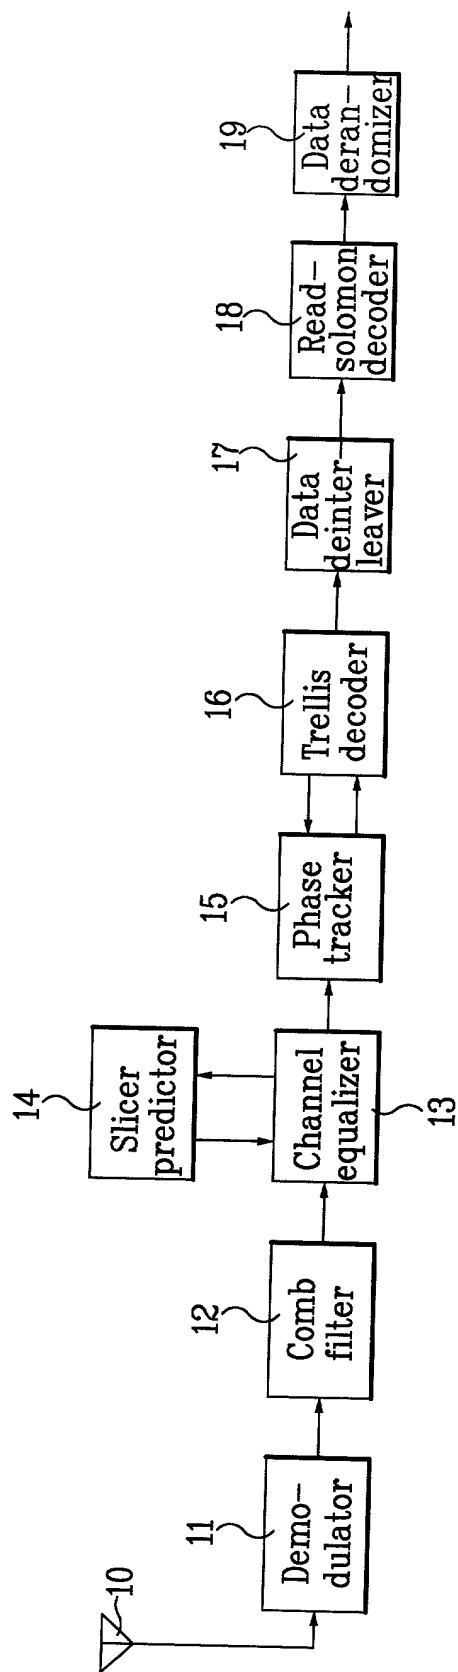 10
11
Demo-
dulator
12
Comb
filter
13
Channel
equalizer
14
Slicer
predictor
15
Phase
tracker
16
Trellis
decoder
17
Data
deinter-
leaver
18
Read-
solomon
decoder
19
Data
deran-
domizer